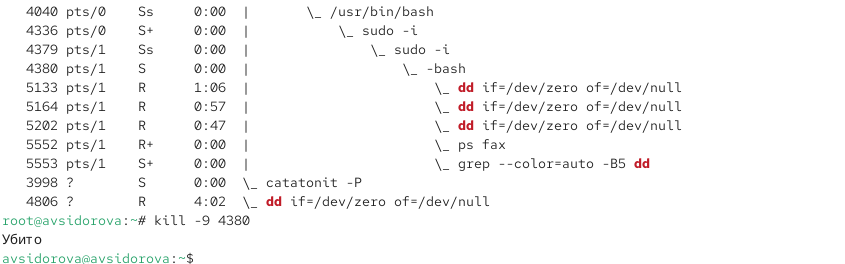 4040 pts/0    Ss     0:00  |       \_ /usr/bin/bash
4336 pts/0    S+     0:00  |           \_ sudo -i
4379 pts/1    Ss     0:00  |               \_ sudo -i
4380 pts/1    S      0:00  |                   \_ -bash
5133 pts/1    R      1:06  |                       \_ dd if=/dev/zero of=/dev/null
5164 pts/1    R      0:57  |                       \_ dd if=/dev/zero of=/dev/null
5202 pts/1    R      0:47  |                       \_ dd if=/dev/zero of=/dev/null
5552 pts/1    R+     0:00  |                       \_ ps fax
5553 pts/1    S+     0:00  |                       \_ grep --color=auto -B5 dd
3998 ?        S      0:00  \_ catatonit -P
4806 ?        R      4:02  \_ dd if=/dev/zero of=/dev/null
root@avsidorova:~# kill -9 4380
Убито
avsidorova@avsidorova:~$